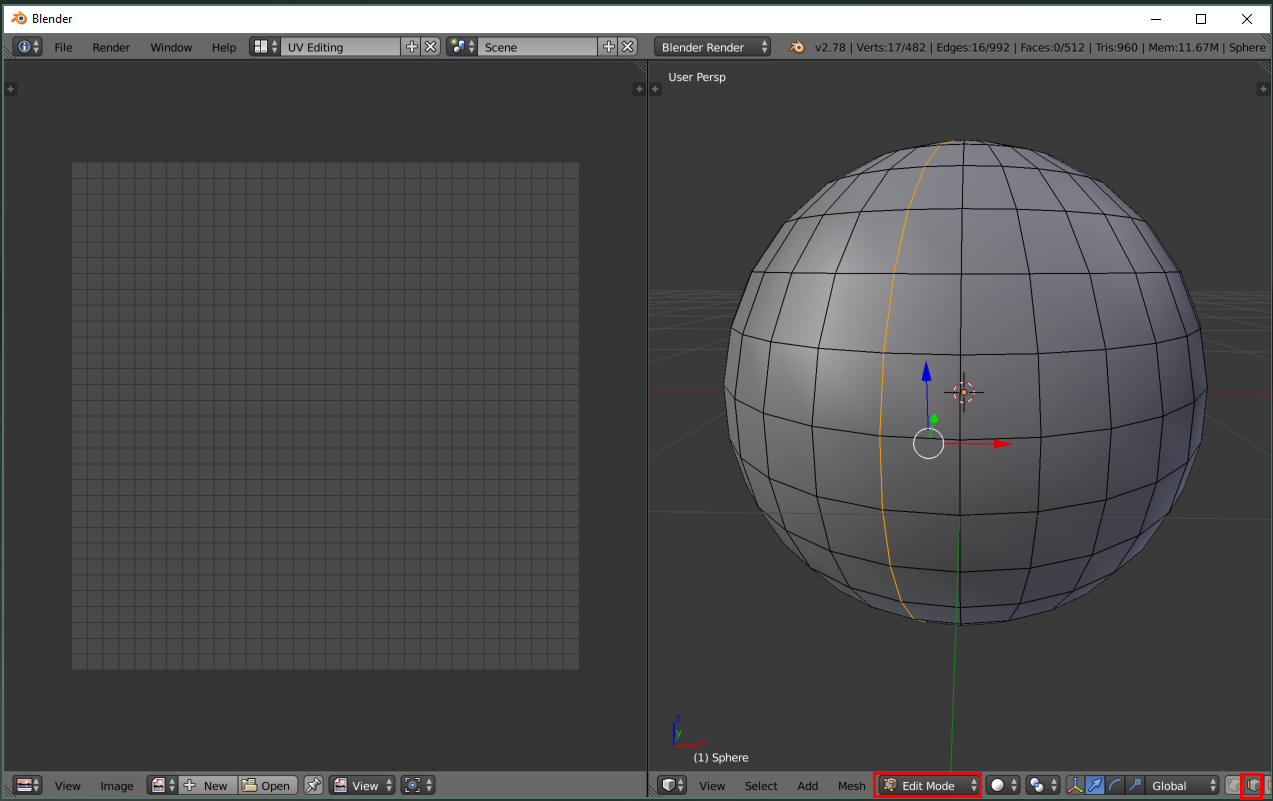 Blender
File Render Window Help UV Editing Scene Blender Render v2.78 | Verts:17/482 | Edges:16/992 | Faces:0/512 | Tris:960 | Mem:11.67M | Sphere
User Persp
z
y
x
(1) Sphere
View Image New Open View
View Select Add Mesh Edit Mode Global